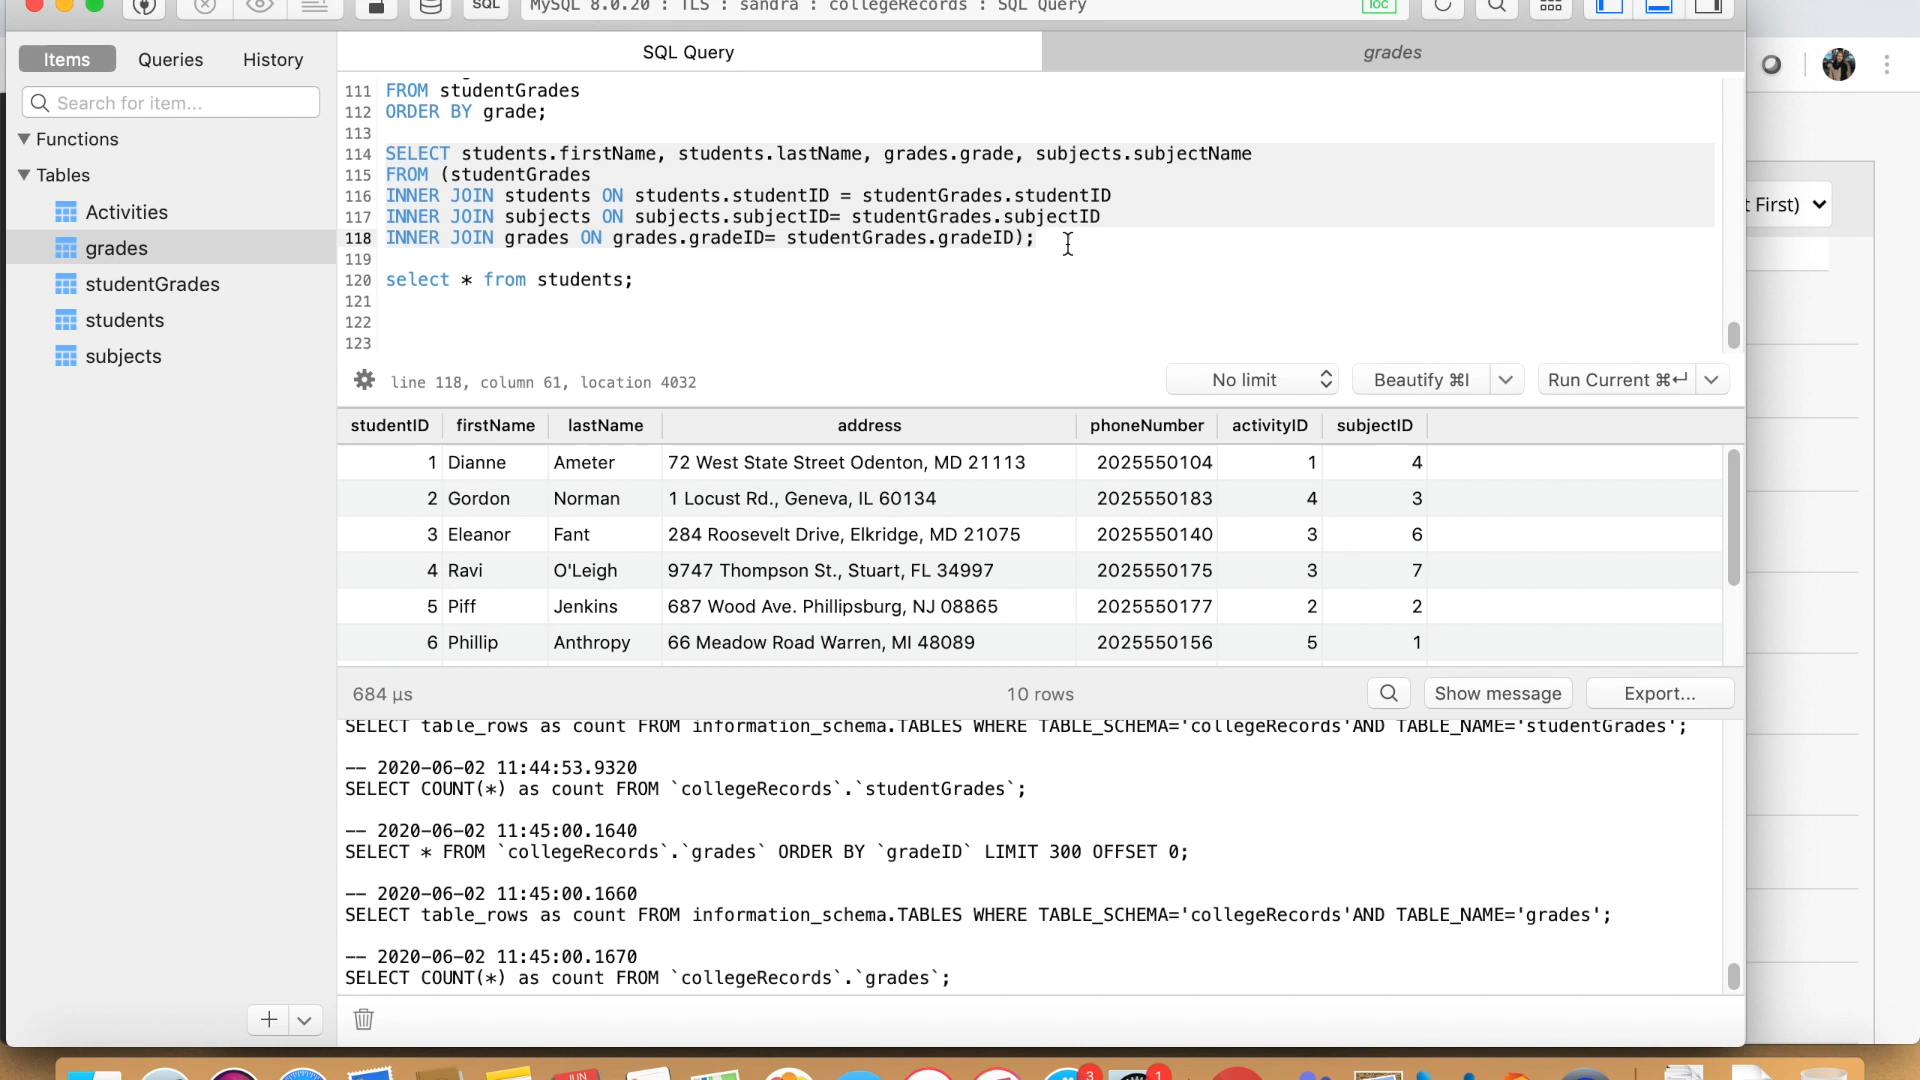 SQL
MySQL 8.0.20 : TLS : sandra : collegeRecords : SQL Query
loc
Items
Queries
History
Search for item...
Functions
Tables
Activities
grades
studentGrades
students
subjects
SQL Query
grades
111 FROM studentGrades
112 ORDER BY grade;
113
114 SELECT students.firstName, students.lastName, grades.grade, subjects.subjectName
115 FROM (studentGrades
116 INNER JOIN students ON students.studentID = studentGrades.studentID
117 INNER JOIN subjects ON subjects.subjectID= studentGrades.subjectID
118 INNER JOIN grades ON grades.gradeID= studentGrades.gradeID);
119
120 select * from students;
121
122
123
line 118, column 61, location 4032
No limit
Beautify ⌘I
Run Current ⌘↵
studentID firstName lastName address phoneNumber activityID subjectID
1 Dianne Ameter 72 West State Street Odenton, MD 21113 2025550104 1 4
2 Gordon Norman 1 Locust Rd., Geneva, IL 60134 2025550183 4 3
3 Eleanor Fant 284 Roosevelt Drive, Elkridge, MD 21075 2025550140 3 6
4 Ravi O'Leigh 9747 Thompson St., Stuart, FL 34997 2025550175 3 7
5 Piff Jenkins 687 Wood Ave. Phillipsburg, NJ 08865 2025550177 2 2
6 Phillip Anthropy 66 Meadow Road Warren, MI 48089 2025550156 5 1
684 µs
10 rows
Show message
Export...
SELECT table_rows as count FROM information_schema.TABLES WHERE TABLE_SCHEMA='collegeRecords'AND TABLE_NAME='studentGrades';
-- 2020-06-02 11:44:53.9320
SELECT COUNT(*) as count FROM `collegeRecords`.`studentGrades`;
-- 2020-06-02 11:45:00.1640
SELECT * FROM `collegeRecords`.`grades` ORDER BY `gradeID` LIMIT 300 OFFSET 0;
-- 2020-06-02 11:45:00.1660
SELECT table_rows as count FROM information_schema.TABLES WHERE TABLE_SCHEMA='collegeRecords'AND TABLE_NAME='grades';
-- 2020-06-02 11:45:00.1670
SELECT COUNT(*) as count FROM `collegeRecords`.`grades`;
t First)
JUN
3
1